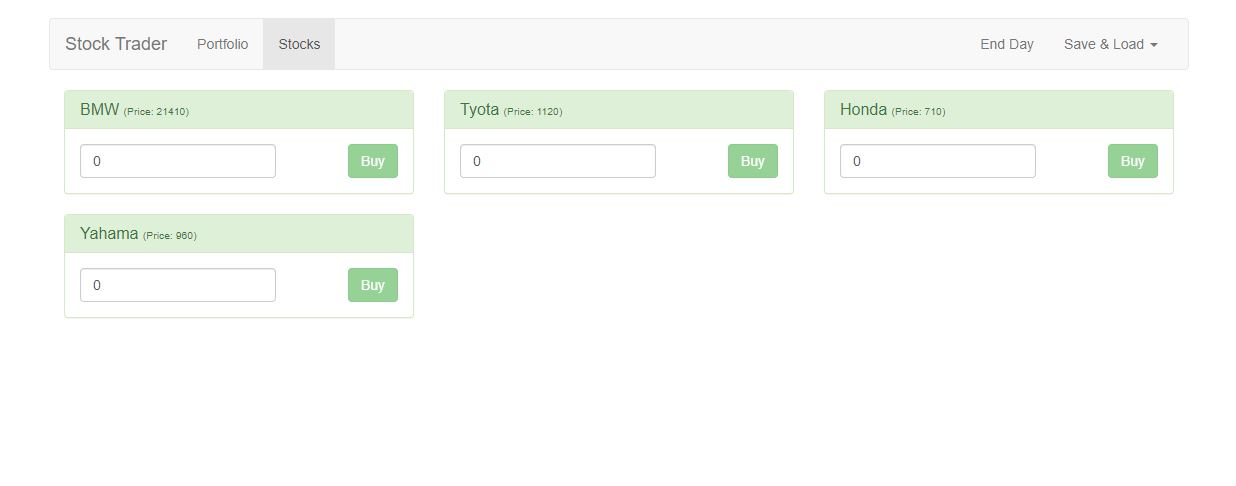 Stock Trader Portfolio Stocks End Day Save & Load
BMW (Price: 21410) Tyota (Price: 1120) Honda (Price: 710)
0 Buy 0 Buy 0 Buy
Yahama (Price: 960)
0 Buy